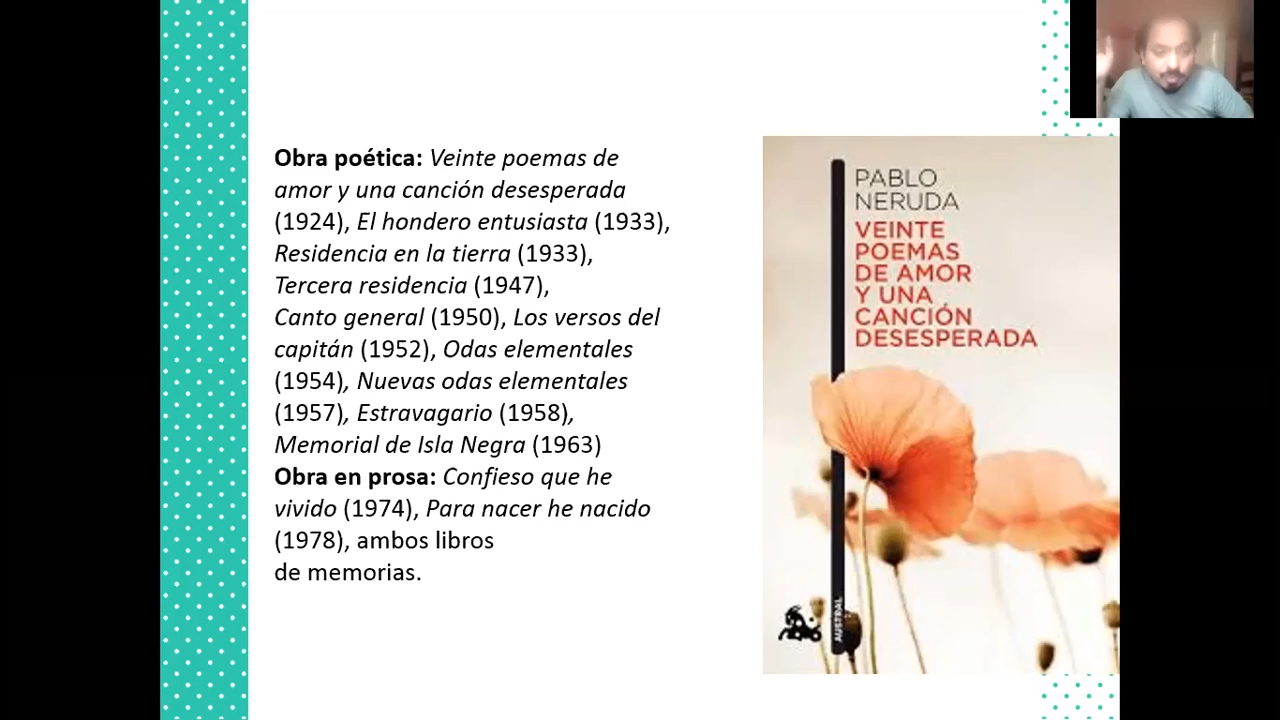 Obra poética: Veinte poemas de
amor y una canción desesperada
(1924), El hondero entusiasta (1933),
Residencia en la tierra (1933),
Tercera residencia (1947),
Canto general (1950), Los versos del
capitán (1952), Odas elementales
(1954), Nuevas odas elementales
(1957), Estravagario (1958),
Memorial de Isla Negra (1963)
Obra en prosa: Confieso que he
vivido (1974), Para nacer he nacido
(1978), ambos libros
de memorias.
PABLO
NERUDA
VEINTE
POEMAS
DE AMOR
Y UNA
CANCIÓN
DESESPERADA
AUSTRAL